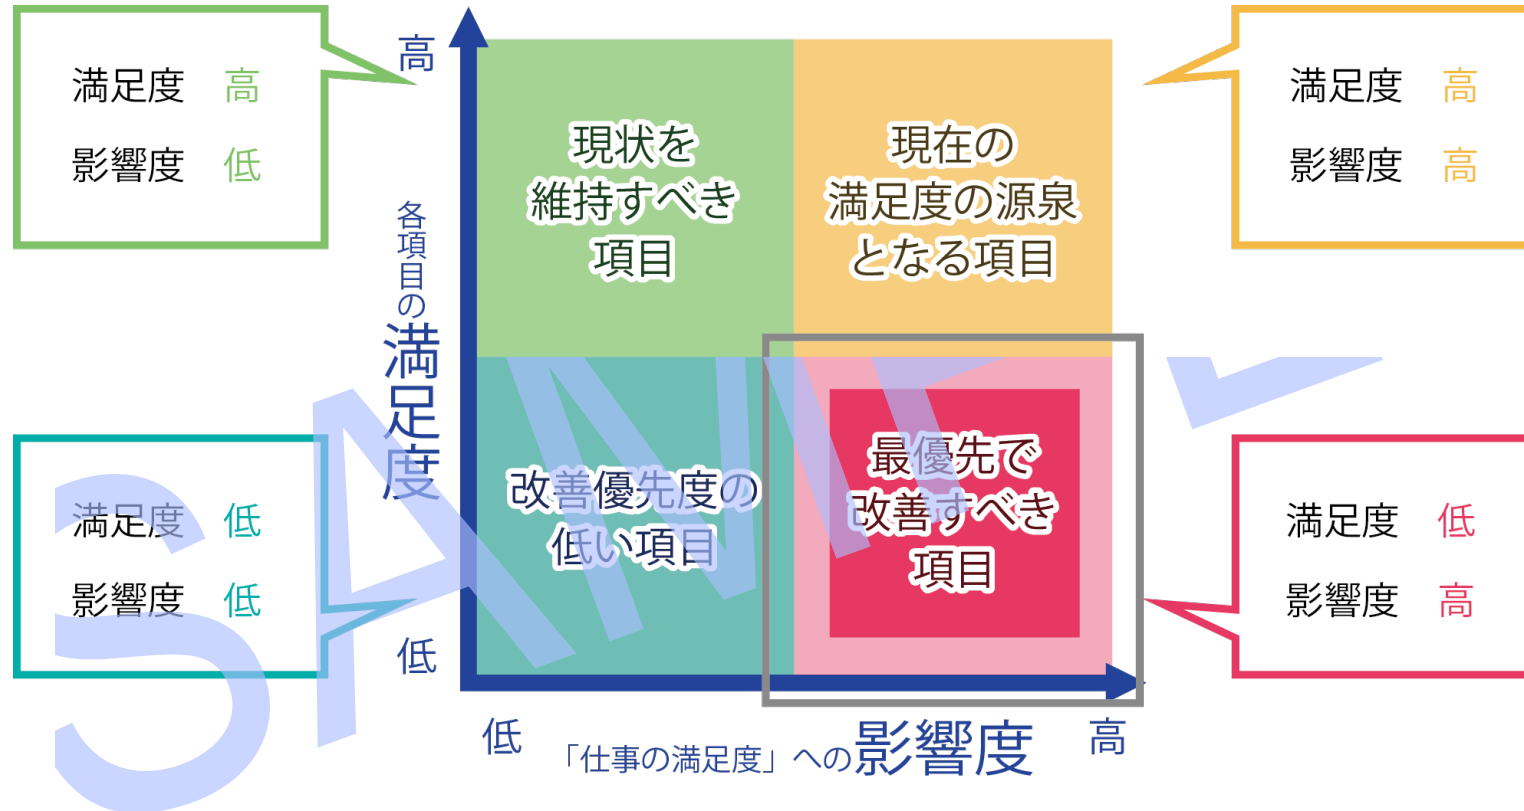 満足度 高
影響度 低
高
満足度 高
影響度 高
現状を
維持すべき
項目
現在の
満足度の源泉
となる項目
各項目の
満足度
満足度 低
影響度 低
改善優先度の
低い項目
最優先で
改善すべき
項目
満足度 低
影響度 高
低
低
「仕事の満足度」への影響度
高
SAMPL